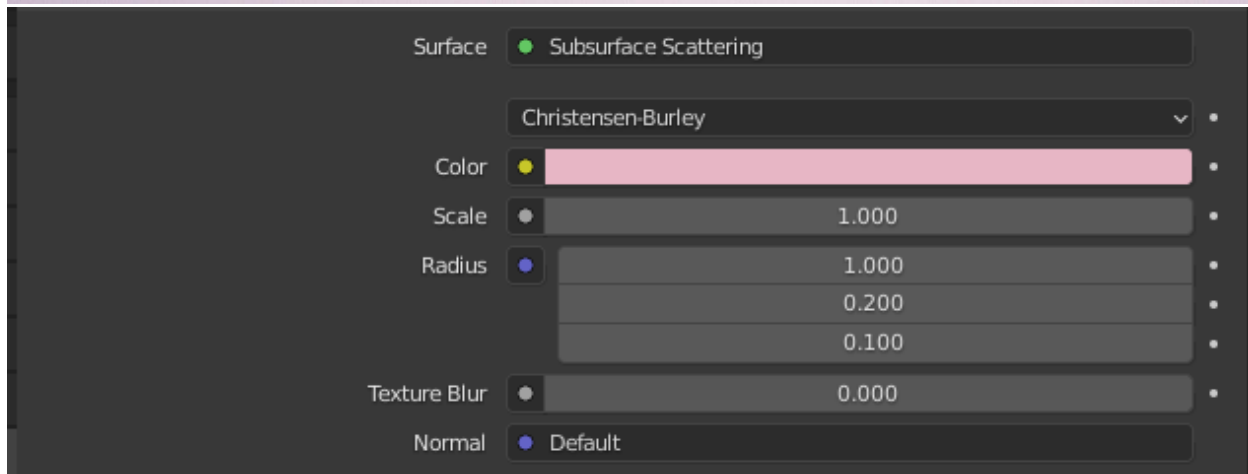 Surface Subsurface Scattering
Christensen-Burley
Color
Scale 1.000
Radius 1.000
0.200
0.100
Texture Blur 0.000
Normal Default